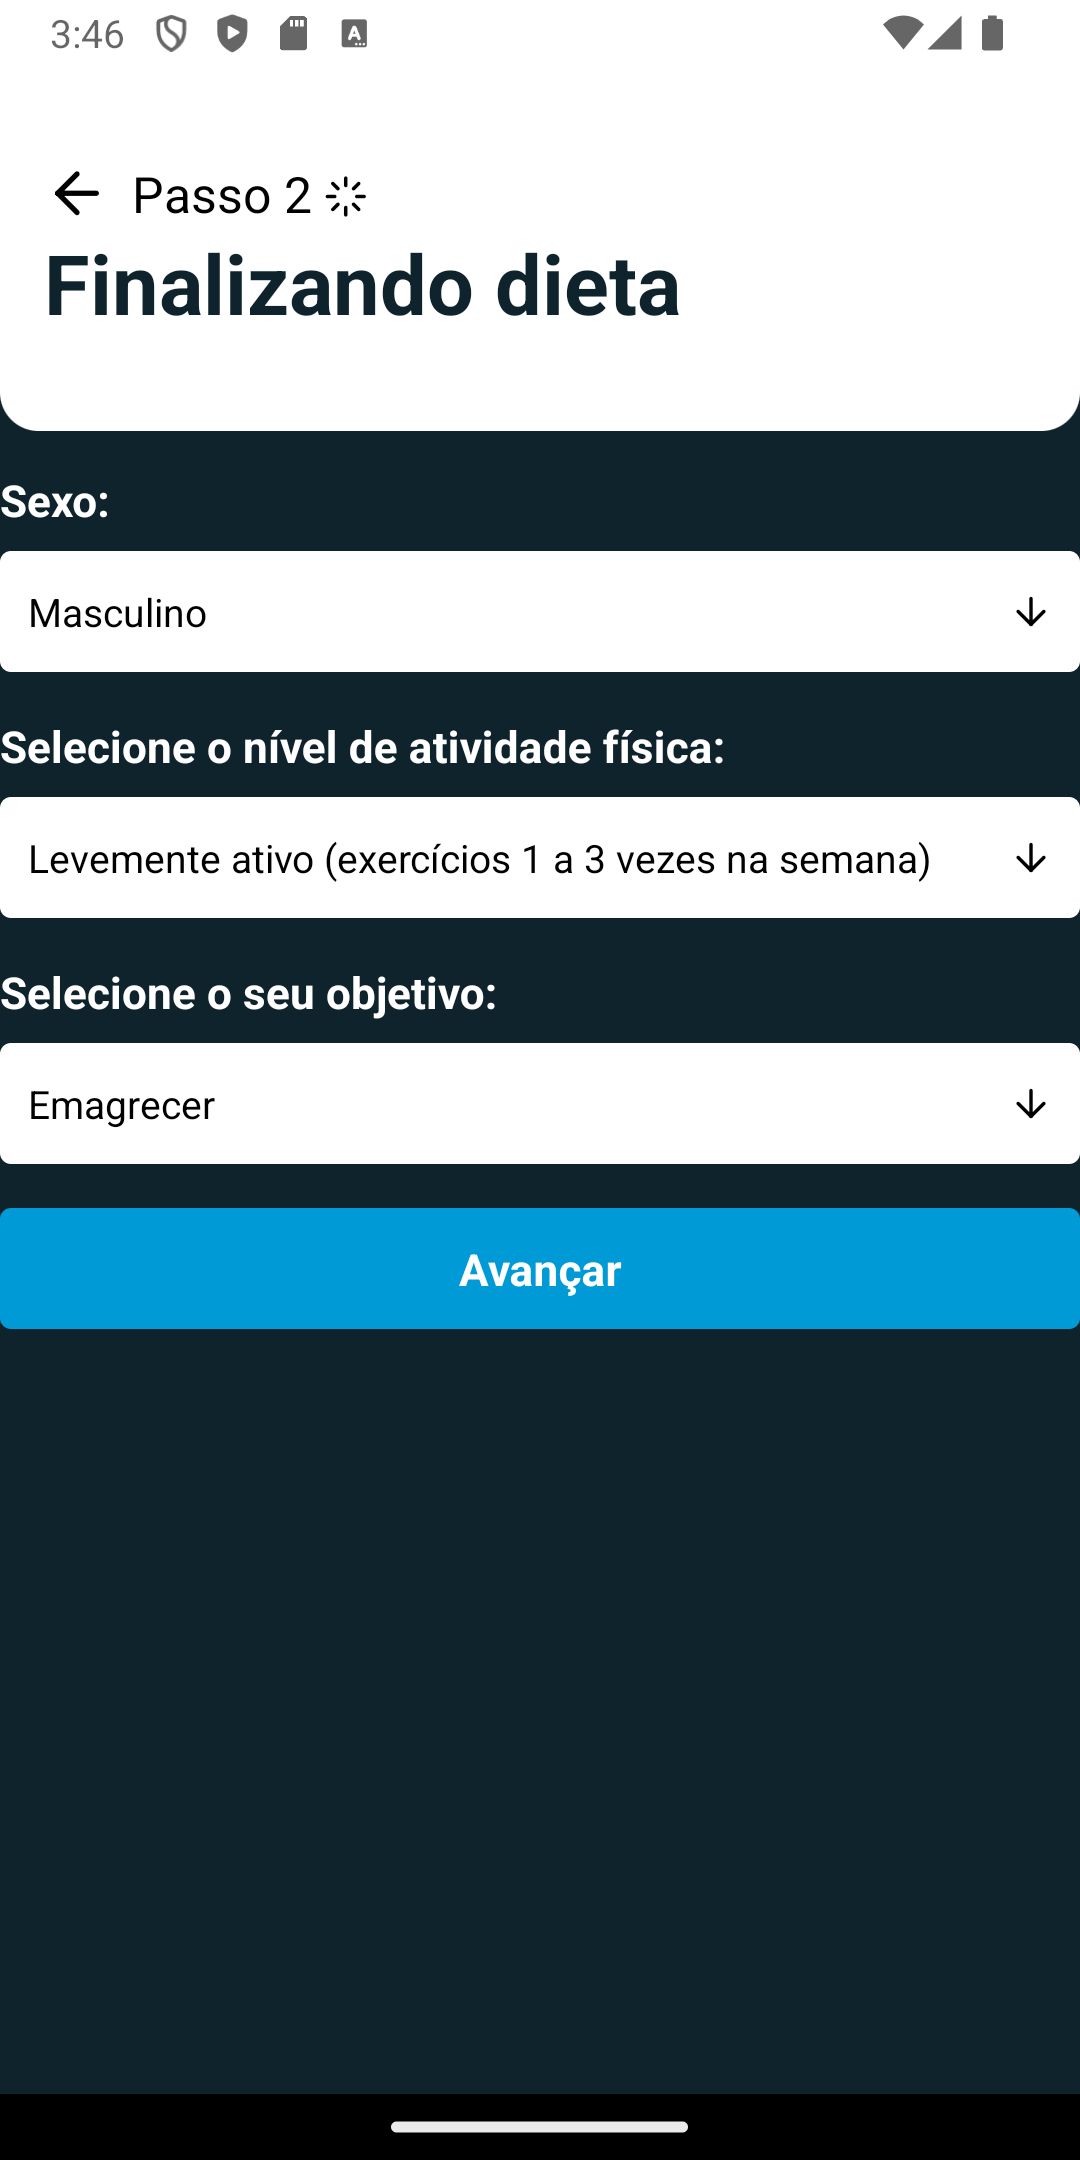 3:46
Passo 2
Finalizando dieta
Sexo:
Masculino
Selecione o nível de atividade física:
Levemente ativo (exercícios 1 a 3 vezes na semana)
Selecione o seu objetivo:
Emagrecer
Avançar